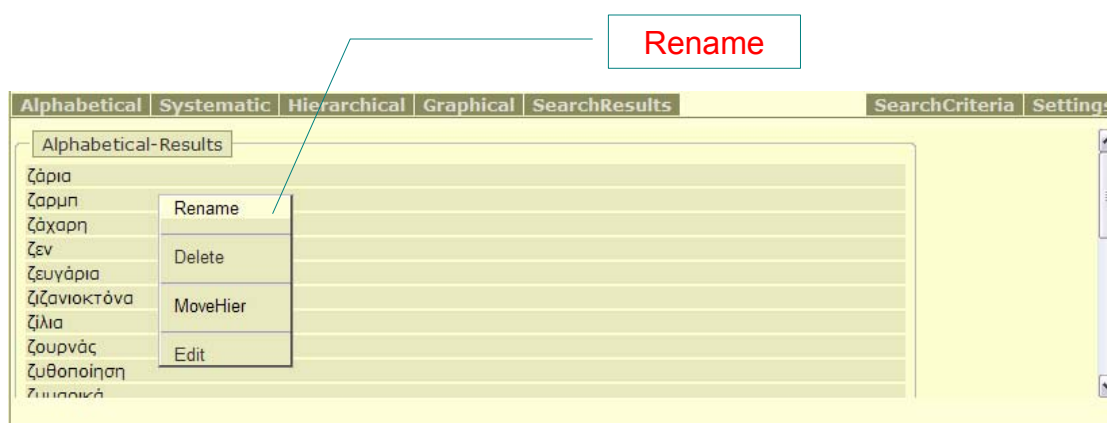 Rename
Alphabetical Systematic Hierarchical Graphical SearchResults SearchCriteria Settings
Alphabetical-Results
ζάρια
ζαρμπ
ζάχαρη
ζεν
ζευγάρια
ζιζανιοκτόνα
ζίλια
ζουρνάς
ζυθοποίηση
ζυμαρικά
Rename
Delete
MoveHier
Edit